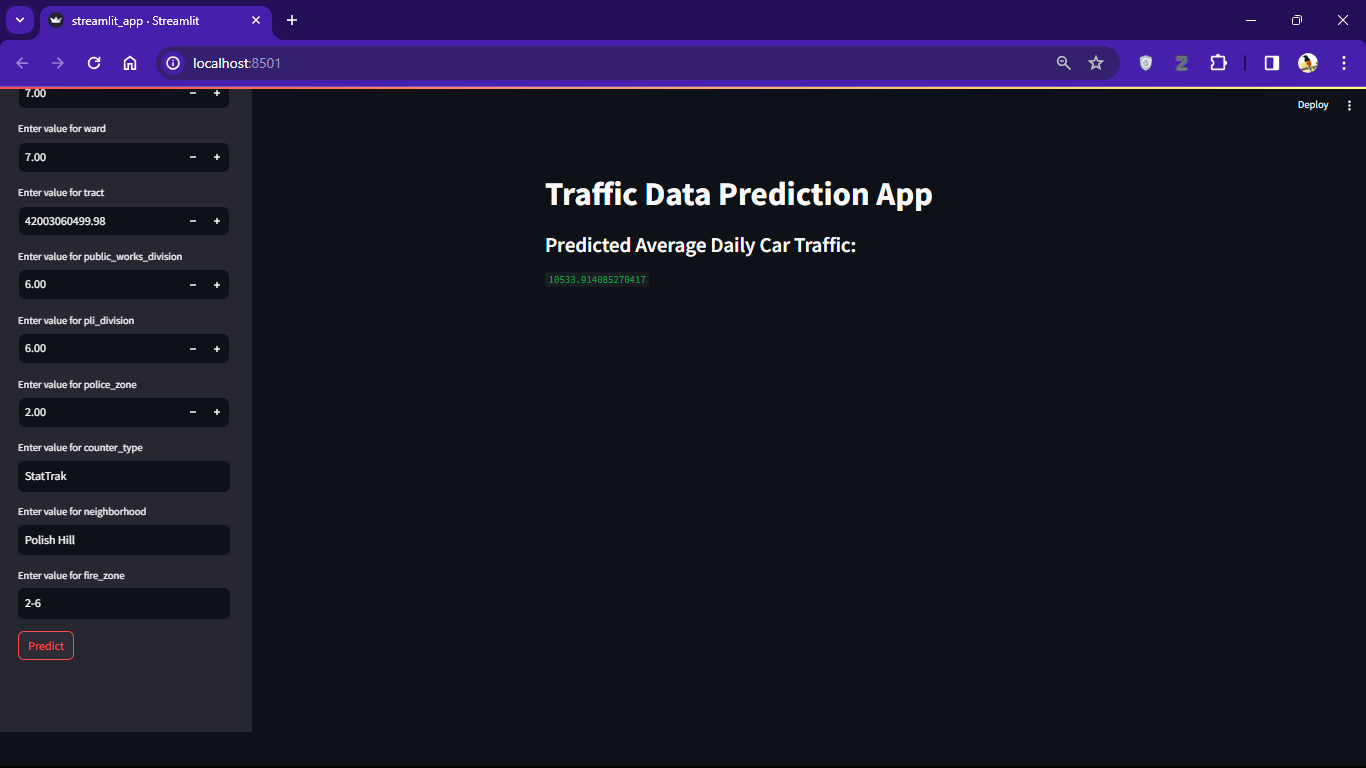 streamlit_app · Streamlit
localhost:8501
Deploy
7.00
Enter value for ward
7.00
Enter value for tract
42003060499.98
Enter value for public_works_division
6.00
Enter value for pli_division
6.00
Enter value for police_zone
2.00
Enter value for counter_type
StatTrak
Enter value for neighborhood
Polish Hill
Enter value for fire_zone
2-6
Predict
Traffic Data Prediction App
Predicted Average Daily Car Traffic:
10533.914085270417